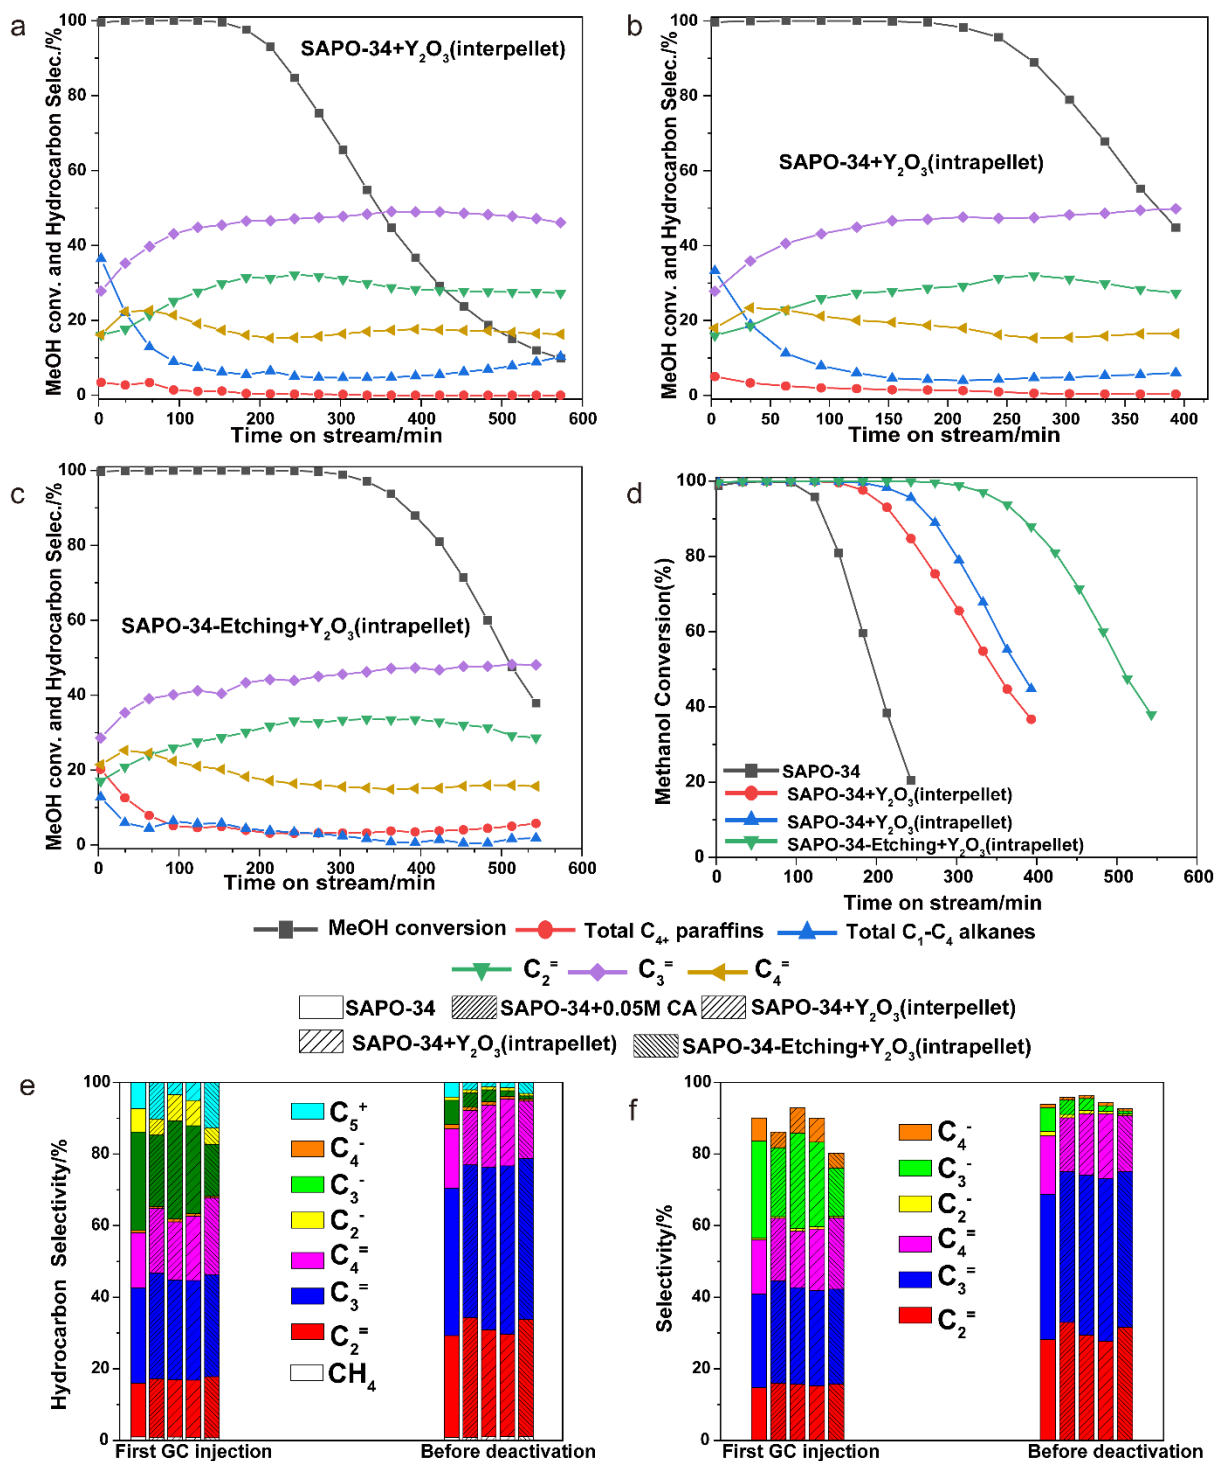 a
MeOH conv. and Hydrocarbon Selec./%
100
80
60
40
20
0
SAPO-34+Y₂O₃(interpellet)
0 100 200 300 400 500 600
Time on stream/min
b
MeOH conv. and Hydrocarbon Selec./%
100
80
60
40
20
0
SAPO-34+Y₂O₃(intrapellet)
0 50 100 150 200 250 300 350 400
Time on stream/min
c
MeOH conv. and Hydrocarbon Selec./%
100
80
60
40
20
0
SAPO-34-Etching+Y₂O₃(intrapellet)
0 100 200 300 400 500 600
Time on stream/min
d
Methanol Conversion(%)
100
80
60
40
20
0
SAPO-34
SAPO-34+Y₂O₃(interpellet)
SAPO-34+Y₂O₃(intrapellet)
SAPO-34-Etching+Y₂O₃(intrapellet)
0 100 200 300 400 500 600
Time on stream/min
MeOH conversion Total C₄₊ paraffins Total C₁-C₄ alkanes
C₂⁼ C₃⁼ C₄⁼
SAPO-34 SAPO-34+0.05M CA SAPO-34+Y₂O₃(interpellet)
SAPO-34+Y₂O₃(intrapellet) SAPO-34-Etching+Y₂O₃(intrapellet)
e
Hydrocarbon Selectivity/%
100
80
60
40
20
0
C₅⁺
C₄⁻
C₃⁻
C₂⁻
C₄⁼
C₃⁼
C₂⁼
CH₄
First GC injection Before deactivation
f
Selectivity/%
100
80
60
40
20
0
C₄⁻
C₃⁻
C₂⁻
C₄⁼
C₃⁼
C₂⁼
First GC injection Before deactivation